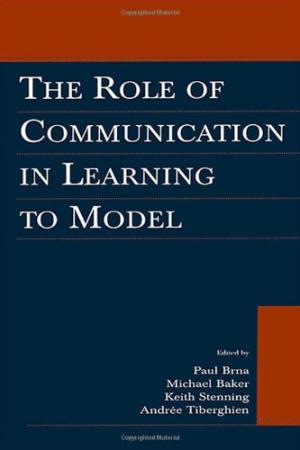 THE ROLE OF
COMMUNICATION
IN LEARNING
TO MODEL
Edited by
Paul Brna
Michael Baker
Keith Stenning
Andrée Tiberghien